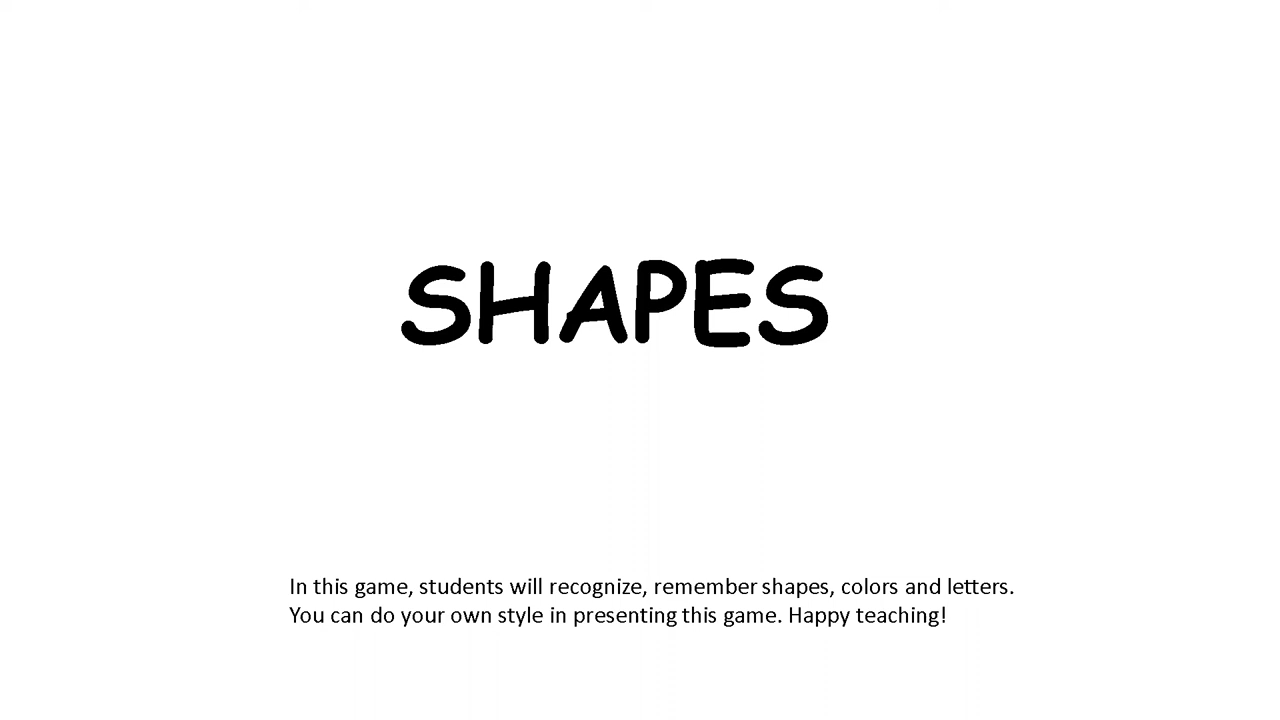 SHAPES
In this game, students will recognize, remember shapes, colors and letters.
You can do your own style in presenting this game. Happy teaching!